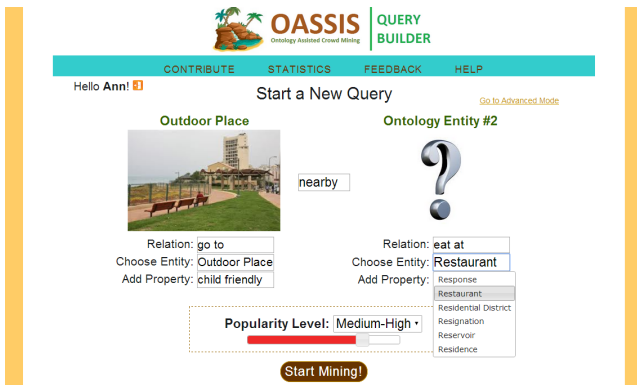 OASSIS
Ontology Assisted Crowd Mining
QUERY
BUILDER
CONTRIBUTE STATISTICS FEEDBACK HELP
Hello Ann!
Start a New Query
Go to Advanced Mode
Outdoor Place
Ontology Entity #2
nearby
Relation: go to
Choose Entity: Outdoor Place
Add Property: child friendly
Relation: eat at
Choose Entity: Restaurant
Add Property:
Response
Restaurant
Residential District
Resignation
Reservoir
Residence
Popularity Level: Medium-High
Start Mining!